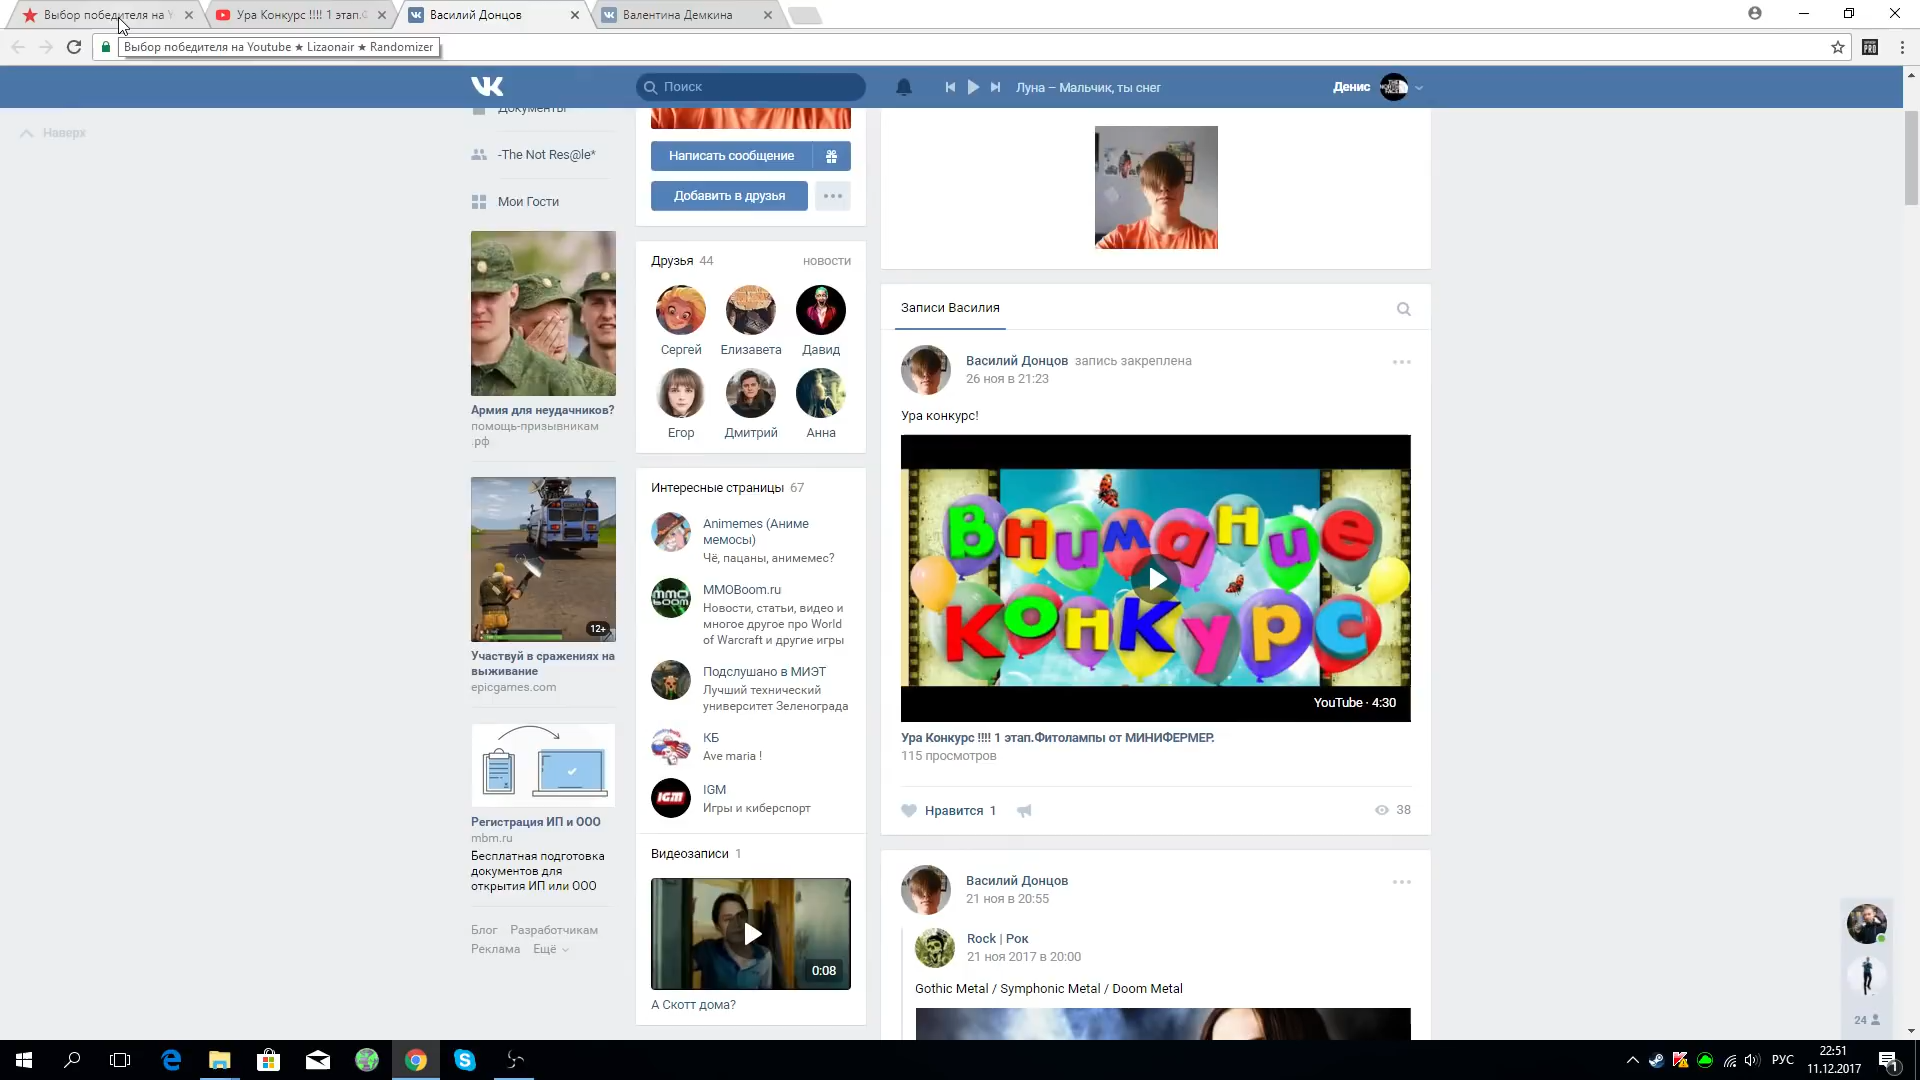 Выбор победителя на Y
Ура Конкурс !!!! 1 этап.Ф
Василий Донцов
Валентина Демкина
Выбор победителя на Youtube ★ Lizaonair ★ Randomizer
Поиск
Луна – Мальчик, ты снег
Денис
Наверх
Документы
-The Not Res@le*
Мои Гости
Армия для неудачников?
помощь-призывникам
.рф
12+
Участвуй в сражениях на
выживание
epicgames.com
Регистрация ИП и ООО
mbm.ru
Бесплатная подготовка
документов для
открытия ИП или ООО
Блог Разработчикам
Реклама Ещё
Написать сообщение
Добавить в друзья
Друзья 44 новости
Сергей Елизавета Давид
Егор Дмитрий Анна
Интересные страницы 67
Animemes (Аниме
мемосы)
Чё, пацаны, анимемес?
MMO
BOOM
MMOBoom.ru
Новости, статьи, видео и
многое другое про World
of Warcraft и другие игры
Подслушано в МИЭТ
Лучший технический
университет Зеленограда
КБ
Ave maria !
IGM
IGM
Игры и киберспорт
Видеозаписи 1
0:08
А Скотт дома?
Записи Василия
Василий Донцов запись закреплена
26 ноя в 21:23
Ура конкурс!
Внимание
Конкурс
YouTube · 4:30
Ура Конкурс !!!! 1 этап.Фитолампы от МИНИФЕРМЕР.
115 просмотров
Нравится 1
38
Василий Донцов
21 ноя в 20:55
Rock | Рок
21 ноя 2017 в 20:00
Gothic Metal / Symphonic Metal / Doom Metal
24
РУС
22:51
11.12.2017
1